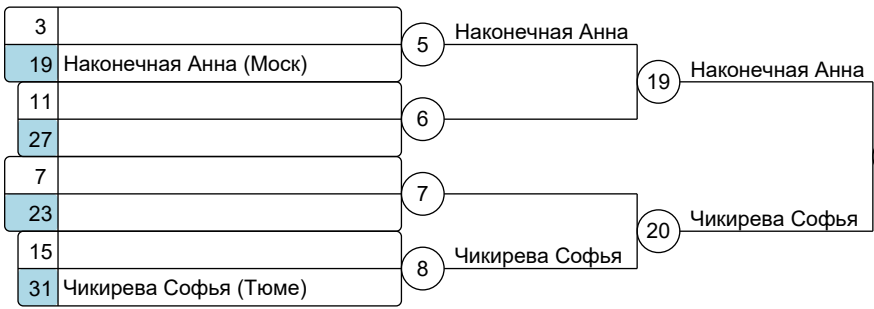 3
19 Наконечная Анна (Моск)
11
27
7
23
15
31 Чикирева Софья (Тюме)
5 Наконечная Анна
6
7
8 Чикирева Софья
19 Наконечная Анна
20 Чикирева Софья